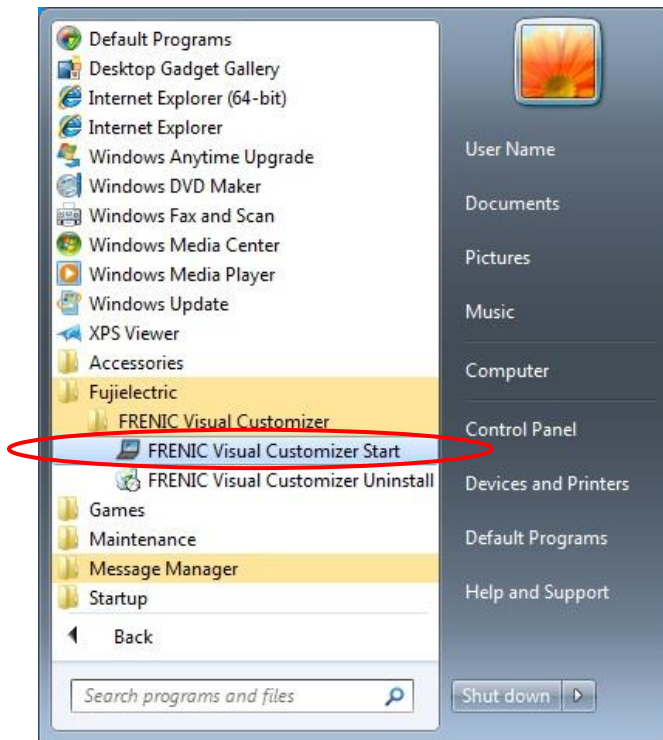 Default Programs
Desktop Gadget Gallery
Internet Explorer (64-bit)
Internet Explorer
Windows Anytime Upgrade
Windows DVD Maker
Windows Fax and Scan
Windows Media Center
Windows Media Player
Windows Update
XPS Viewer
Accessories
Fujielectric
FRENIC Visual Customizer
FRENIC Visual Customizer Start
FRENIC Visual Customizer Uninstall
Games
Maintenance
Message Manager
Startup
Back
Search programs and files
User Name
Documents
Pictures
Music
Computer
Control Panel
Devices and Printers
Default Programs
Help and Support
Shut down